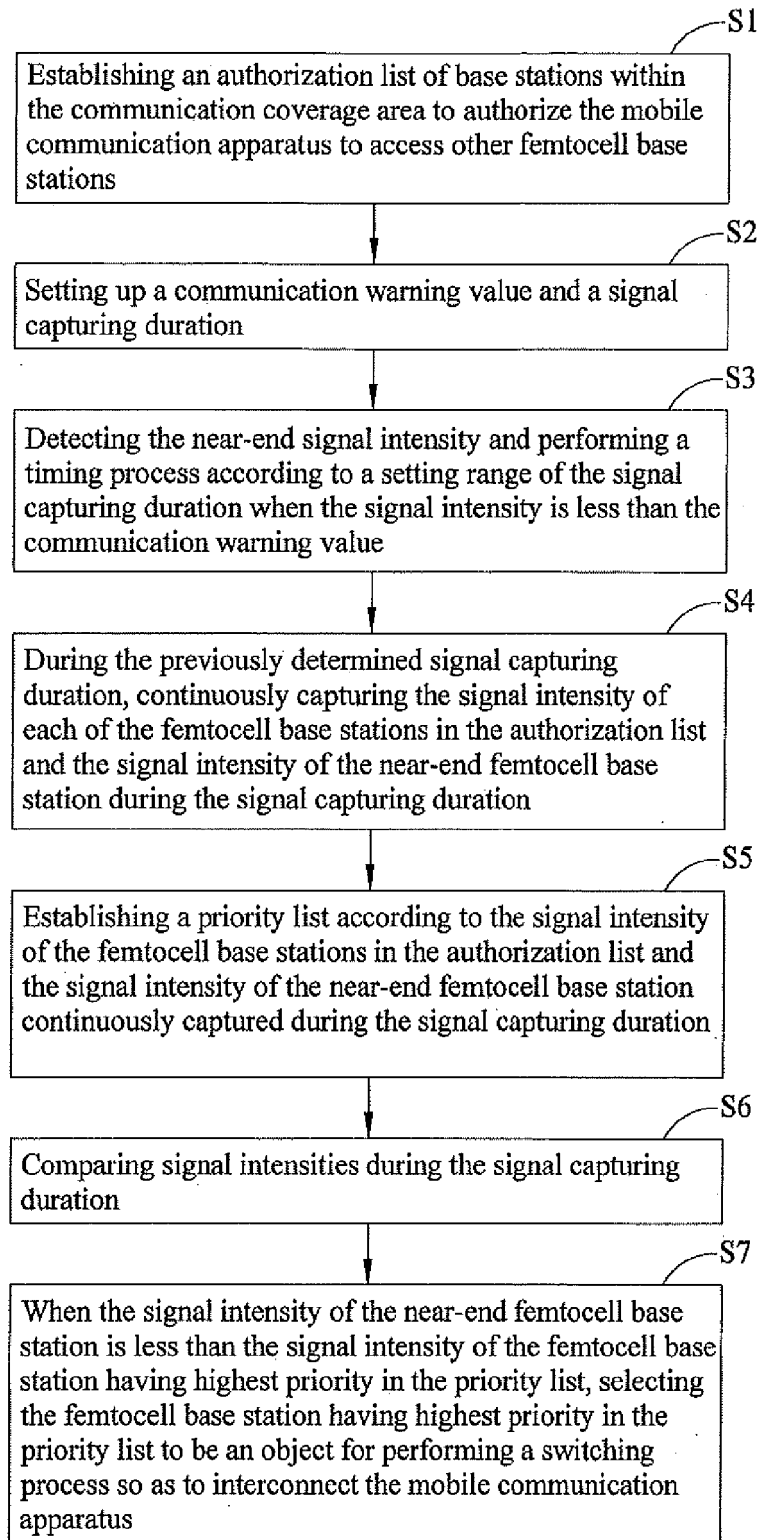 S1
Establishing an authorization list of base stations within
the communication coverage area to authorize the mobile
communication apparatus to access other femtocell base
stations
S2
Setting up a communication warning value and a signal
capturing duration
S3
Detecting the near-end signal intensity and performing a
timing process according to a setting range of the signal
capturing duration when the signal intensity is less than the
communication warning value
S4
During the previously determined signal capturing
duration, continuously capturing the signal intensity of
each of the femtocell base stations in the authorization list
and the signal intensity of the near-end femtocell base
station during the signal capturing duration
S5
Establishing a priority list according to the signal intensity
of the femtocell base stations in the authorization list and
the signal intensity of the near-end femtocell base station
continuously captured during the signal capturing duration
S6
Comparing signal intensities during the signal capturing
duration
S7
When the signal intensity of the near-end femtocell base
station is less than the signal intensity of the femtocell base
station having highest priority in the priority list, selecting
the femtocell base station having highest priority in the
priority list to be an object for performing a switching
process so as to interconnect the mobile communication
apparatus